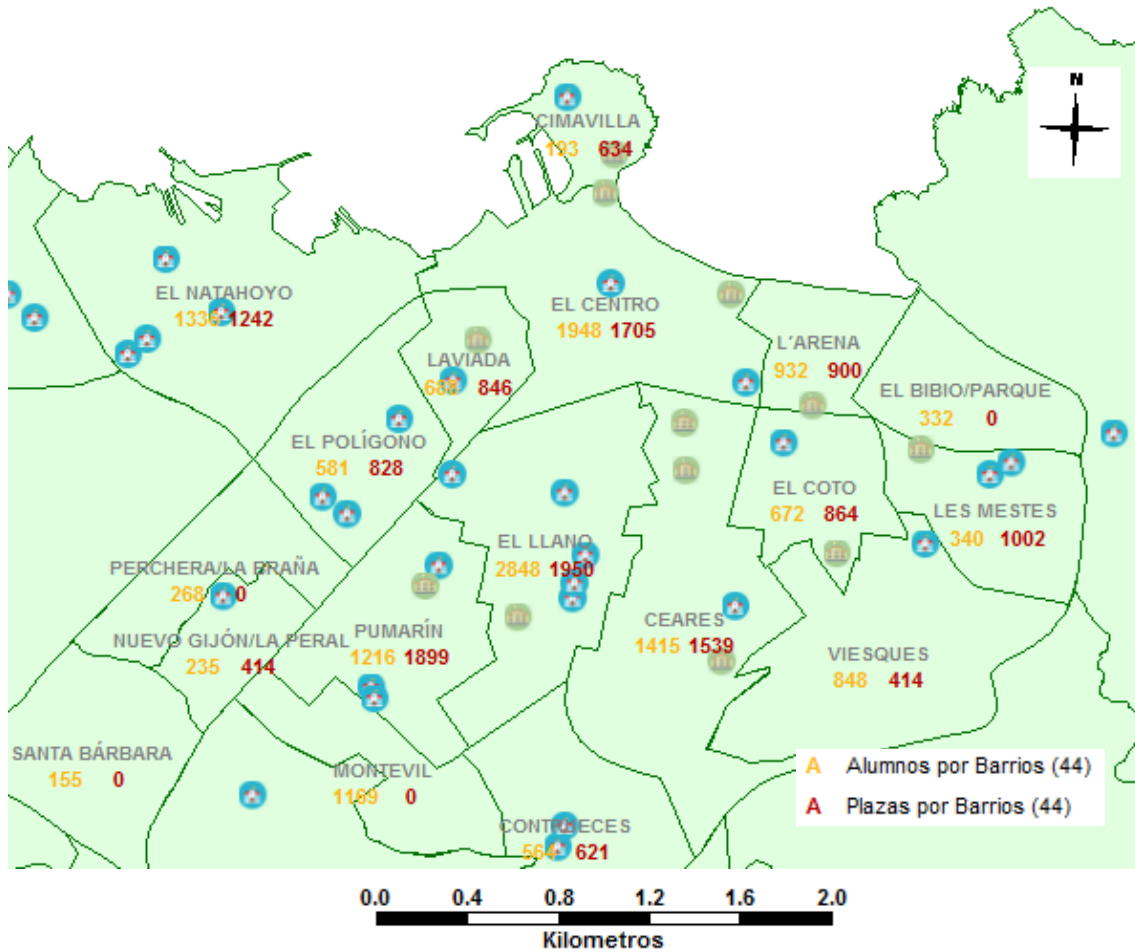 N
CIMAVILLA
193 634
EL NATAHOYO
1336 1242
EL CENTRO
1948 1705
LAVIADA
688 846
L'ARENA
932 900
EL BIBIO/PARQUE
332 0
EL POLÍGONO
581 828
EL COTO
672 864
LES MESTES
340 1002
EL LLANO
2848 1950
PERCHERA/LA BRAÑA
268 0
NUEVO GIJÓN/LA PERAL
235 414
PUMARÍN
1216 1899
CEARES
1415 1539
VIESQUES
848 414
SANTA BÁRBARA
155 0
MONTEVIL
1169 0
CONTRUECES
564 621
A Alumnos por Barrios (44)
A Plazas por Barrios (44)
0.0 0.4 0.8 1.2 1.6 2.0
Kilometros